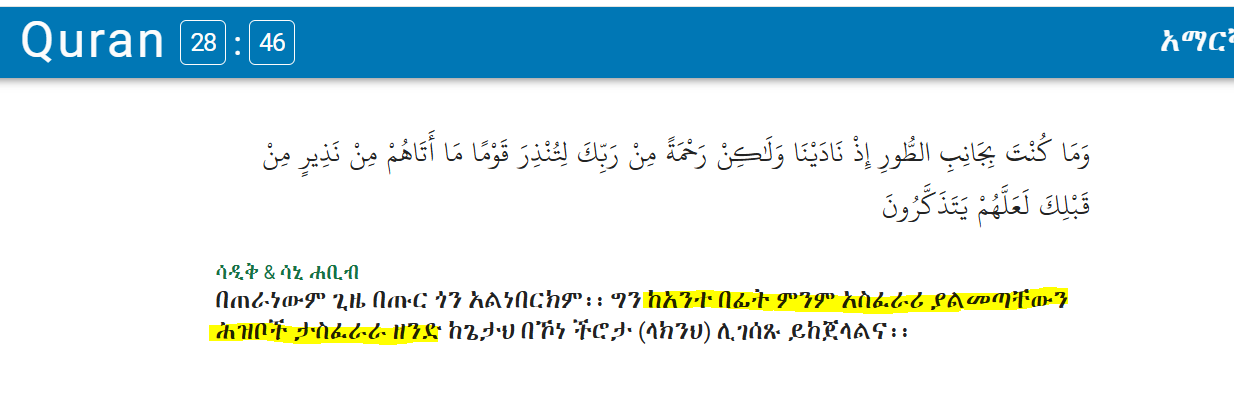 Quran 28 : 46
وَمَا كُنْتَ بِجَانِبِ الطُّورِ إِذْ نَادَيْنَا وَلَٰكِنْ رَحْمَةً مِنْ رَبِّكَ لِتُنْذِرَ قَوْمًا مَا أَتَاهُمْ مِنْ نَذِيرٍ مِنْ
قَبْلِكَ لَعَلَّهُمْ يَتَذَكَّرُونَ
ሳዲቅ & ሳኒ ሐቢብ
በጠራነውም ጊዜ በጡር ጎን አልነበርክም፡፡ ግን ከአንተ በፊት ምንም አስፈራሪ ያልመጣቸውን
ሕዝቦች ታስፈራራ ዘንድ ከጌታህ በኾነ ችሮታ (ላክንህ) ሊገሰጹ ይከጀላልና፡፡